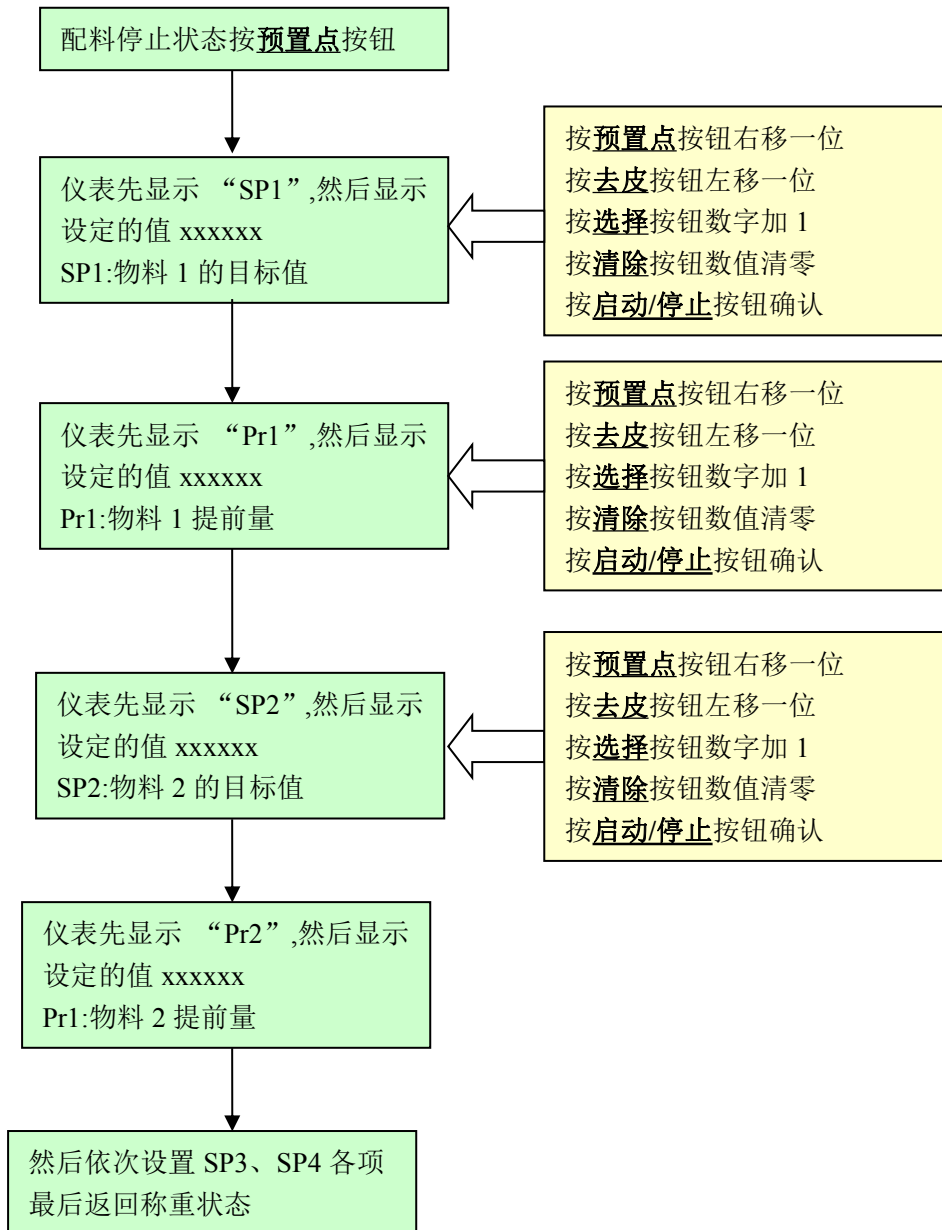 配料停止状态按预置点按钮
仪表先显示 “SP1”,然后显示
设定的值 xxxxxx
SP1:物料 1 的目标值
按预置点按钮右移一位
按去皮按钮左移一位
按选择按钮数字加 1
按清除按钮数值清零
按启动/停止按钮确认
仪表先显示 “Pr1”,然后显示
设定的值 xxxxxx
Pr1:物料 1 提前量
按预置点按钮右移一位
按去皮按钮左移一位
按选择按钮数字加 1
按清除按钮数值清零
按启动/停止按钮确认
仪表先显示 “SP2”,然后显示
设定的值 xxxxxx
SP2:物料 2 的目标值
按预置点按钮右移一位
按去皮按钮左移一位
按选择按钮数字加 1
按清除按钮数值清零
按启动/停止按钮确认
仪表先显示 “Pr2”,然后显示
设定的值 xxxxxx
Pr1:物料 2 提前量
然后依次设置 SP3、SP4 各项
最后返回称重状态